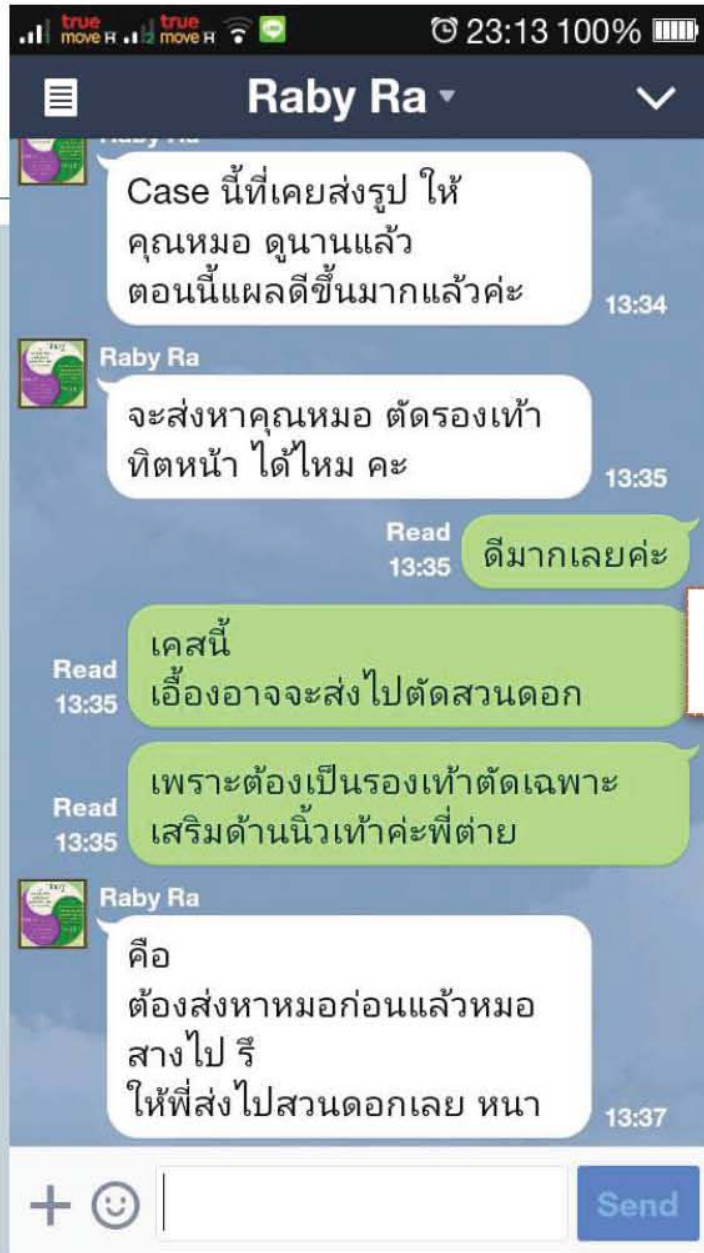 true
move H
true
move H
23:13 100%
Raby Ra
Raby Ra
Case นี้ที่เคยส่งรูป ให้
คุณหมอ ดูนานแล้ว
ตอนนี้แผลดีขึ้นมากแล้วค่ะ
13:34
Raby Ra
จะส่งหาคุณหมอ ตัดรองเท้า
ทิตหน้า ได้ไหม คะ
13:35
Read
13:35
ดีมากเลยค่ะ
Read
13:35
เคสนี้
เอื้องอาจจะส่งไปตัดสวนดอก
Read
13:35
เพราะต้องเป็นรองเท้าตัดเฉพาะ
เสริมด้านนิ้วเท้าค่ะพี่ต่าย
Raby Ra
คือ
ต้องส่งหาหมอก่อนแล้วหมอ
สางไป รึ
ให้พี่ส่งไปสวนดอกเลย หนา
13:37
Send